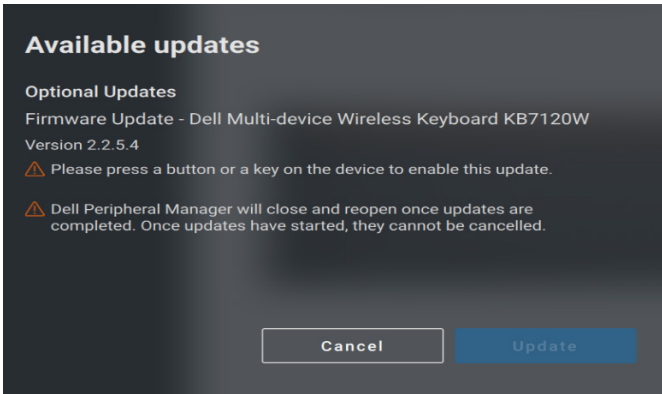 Available updates
Optional Updates
Firmware Update - Dell Multi-device Wireless Keyboard KB7120W
Version 2.2.5.4
Please press a button or a key on the device to enable this update.
Dell Peripheral Manager will close and reopen once updates are
completed. Once updates have started, they cannot be cancelled.
Cancel Update